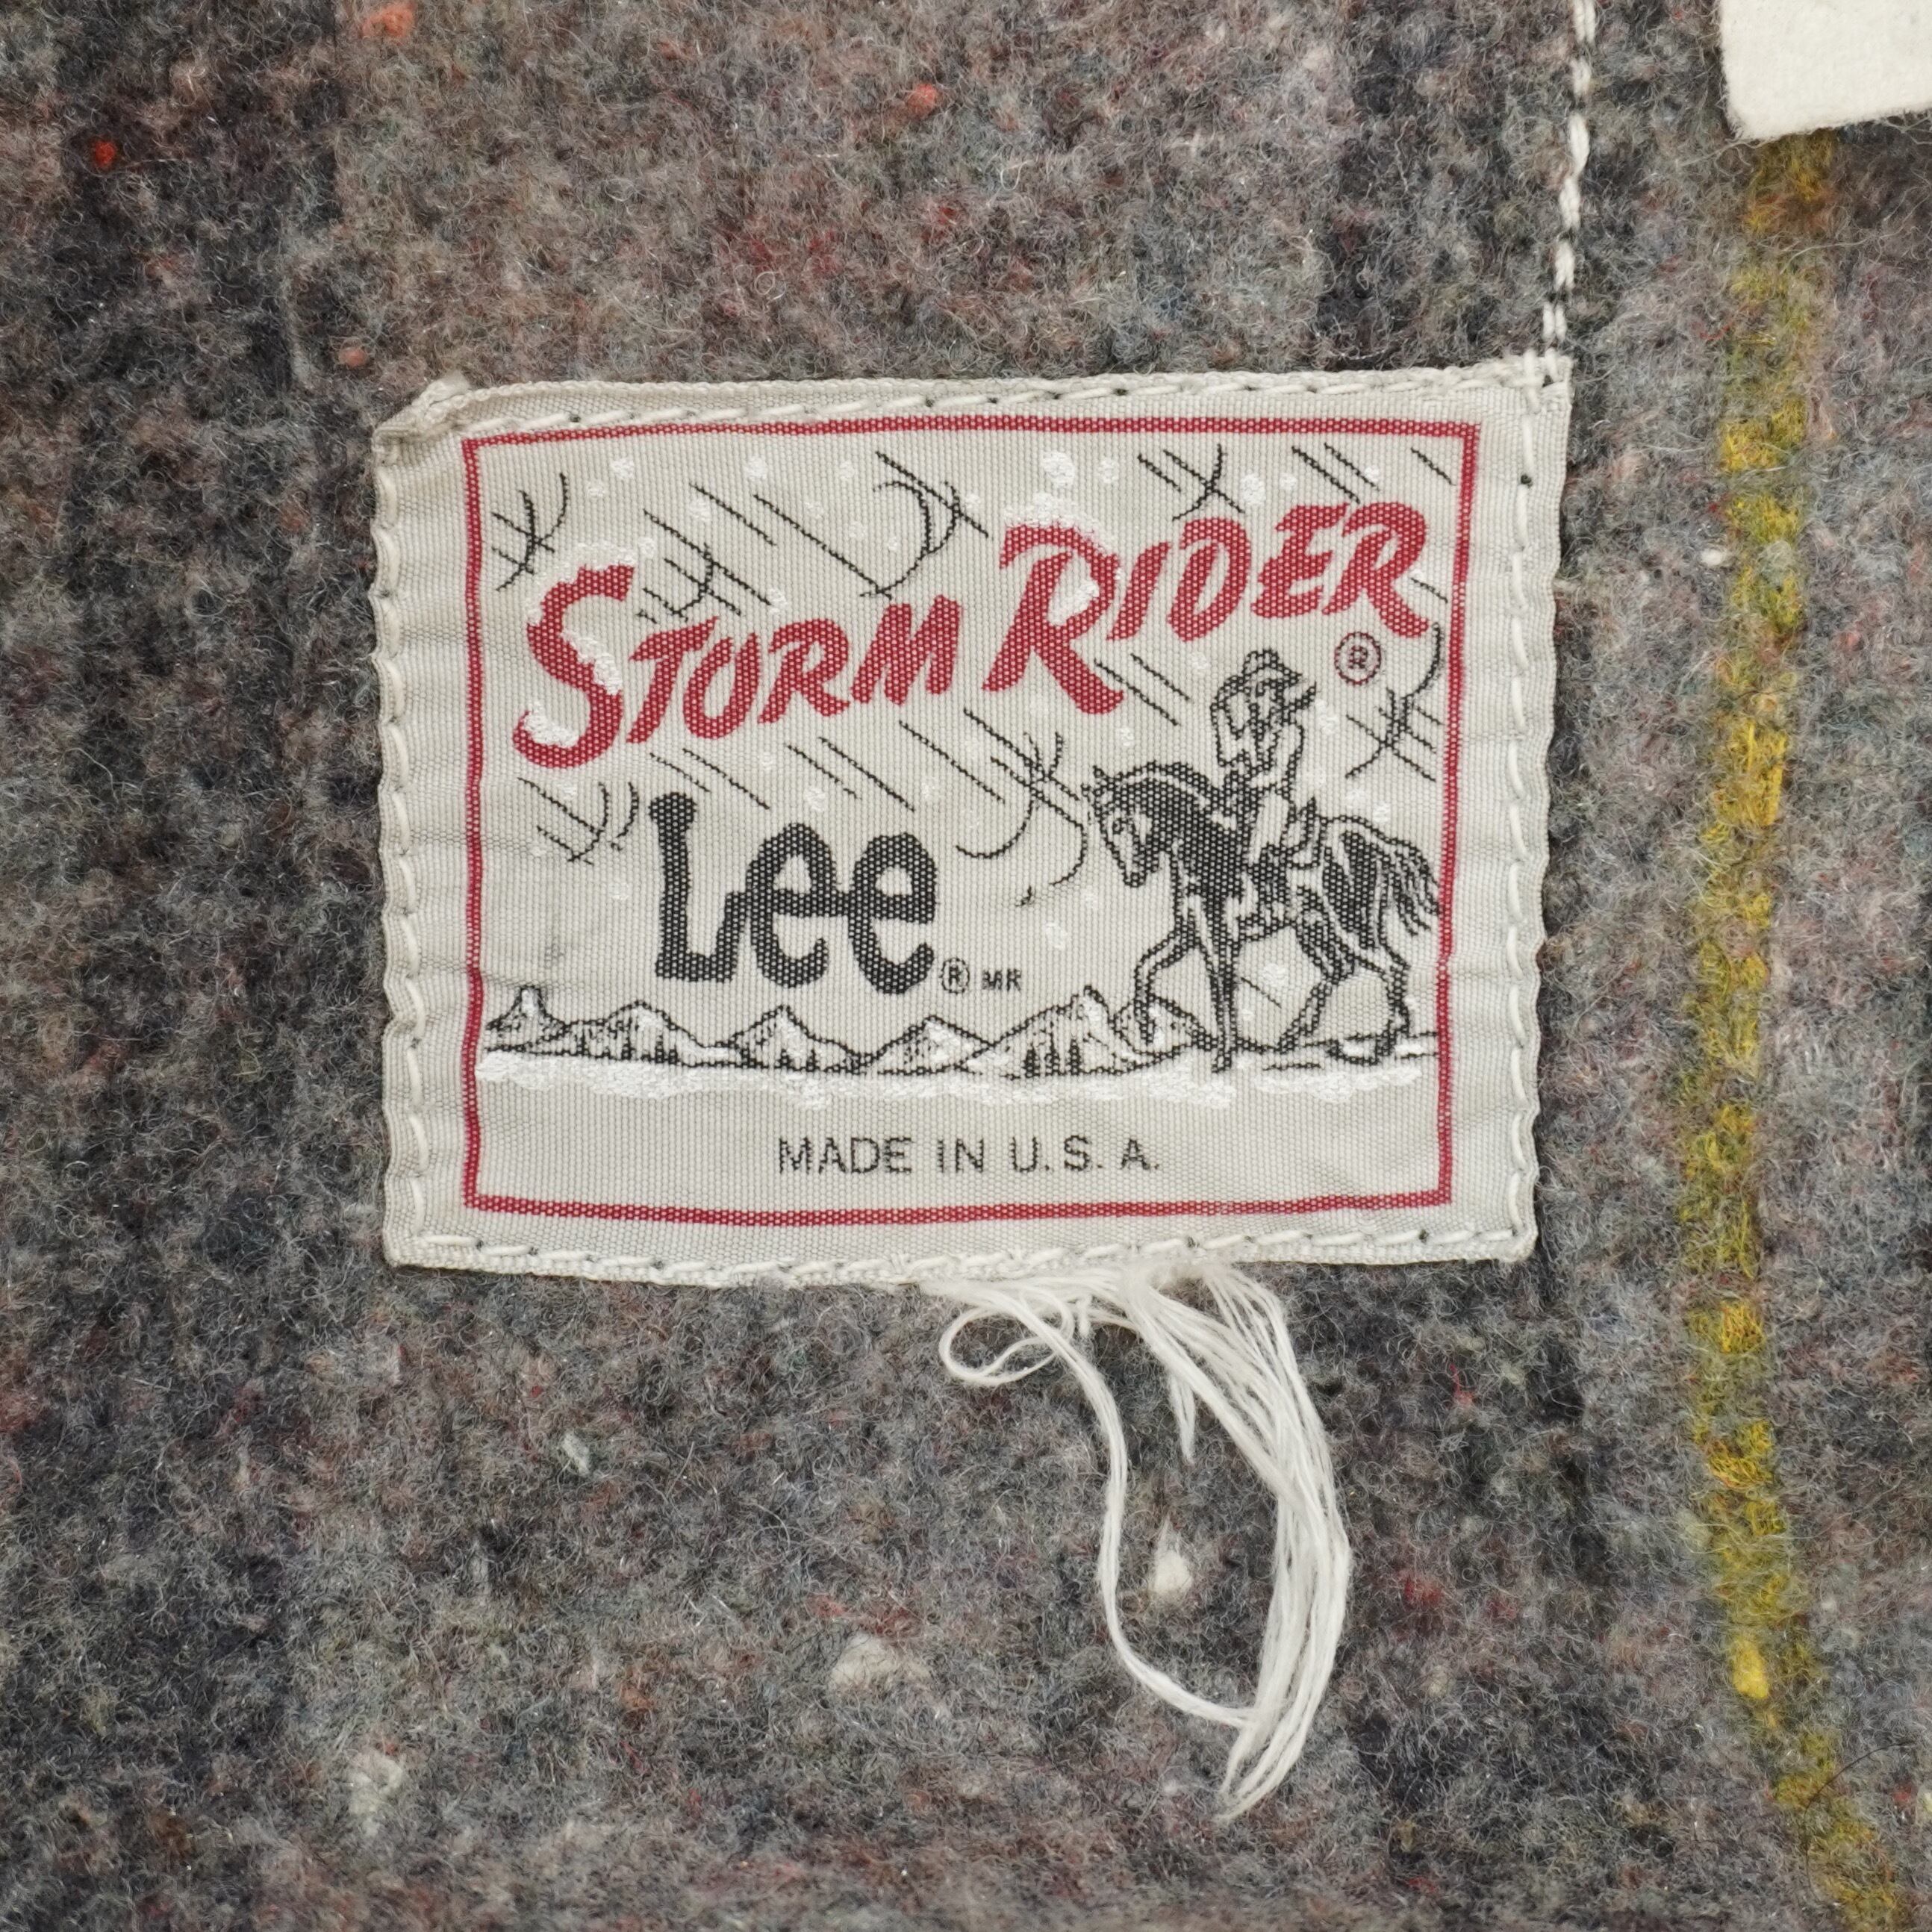 STORM RIDER ®
Lee ® MR
MADE IN U.S.A.